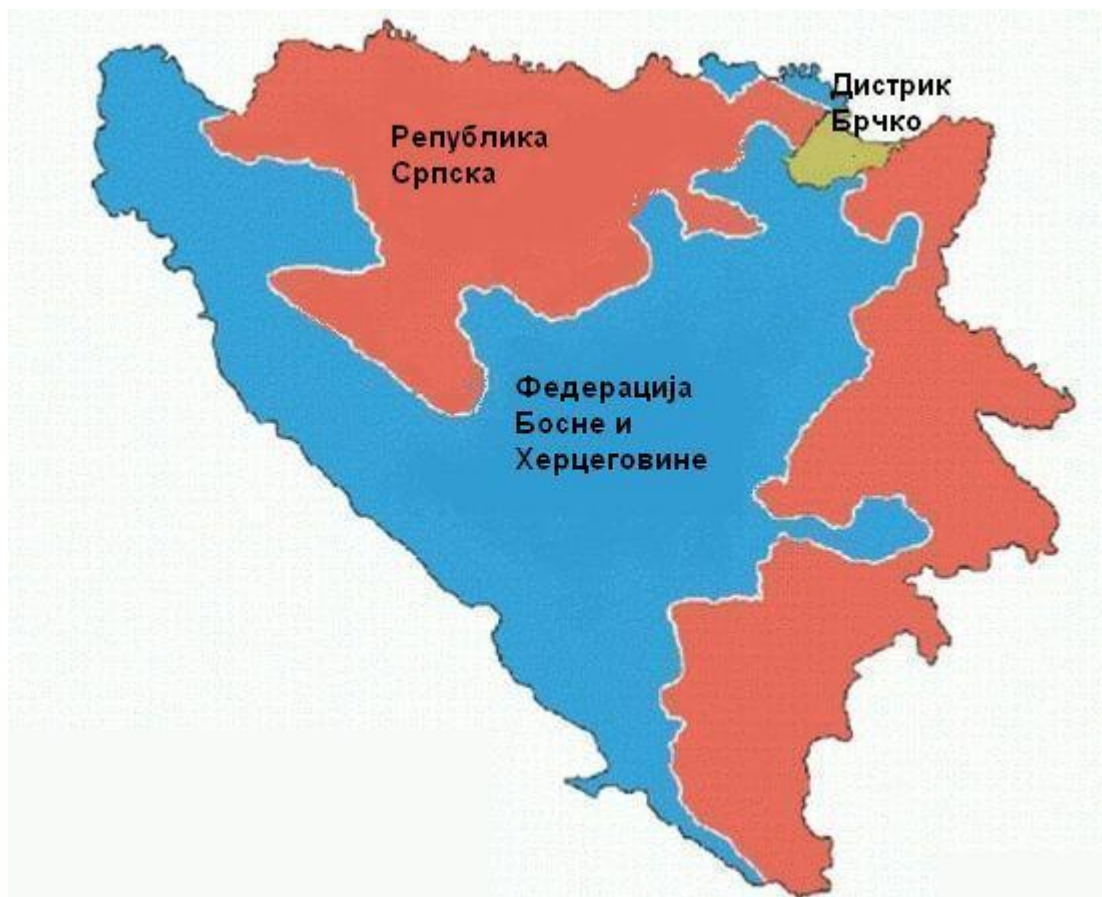 Дистрик
Брчко
Република
Српска
Федерација
Босне и
Херцеговине